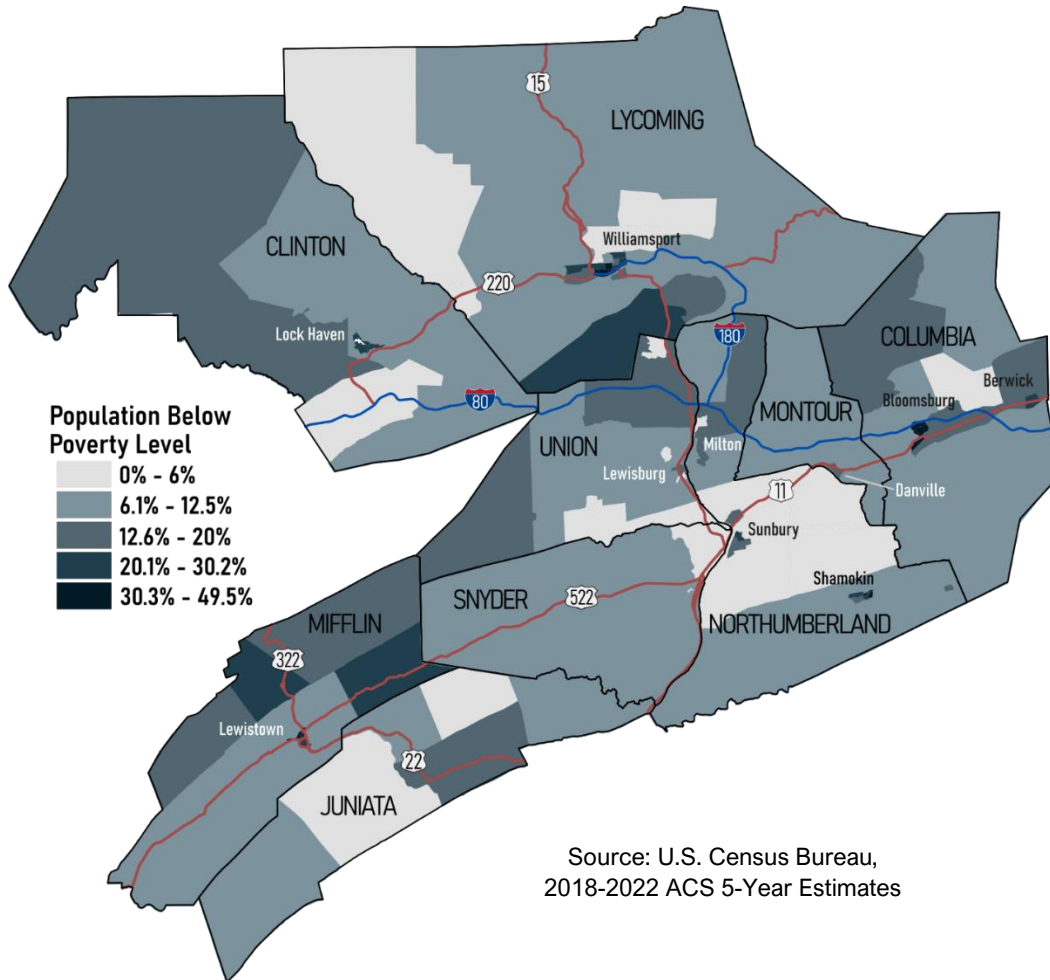 15
LYCOMING
Williamsport
CLINTON
220
Lock Haven
180
COLUMBIA
Berwick
Bloomsburg
80
MONTOUR
UNION
Milton
Lewisburg
Danville
11
Sunbury
Shamokin
SNYDER
522
NORTHUMBERLAND
MIFFLIN
322
Lewistown
22
JUNIATA
Population Below
Poverty Level
0% - 6%
6.1% - 12.5%
12.6% - 20%
20.1% - 30.2%
30.3% - 49.5%
Source: U.S. Census Bureau,
2018-2022 ACS 5-Year Estimates